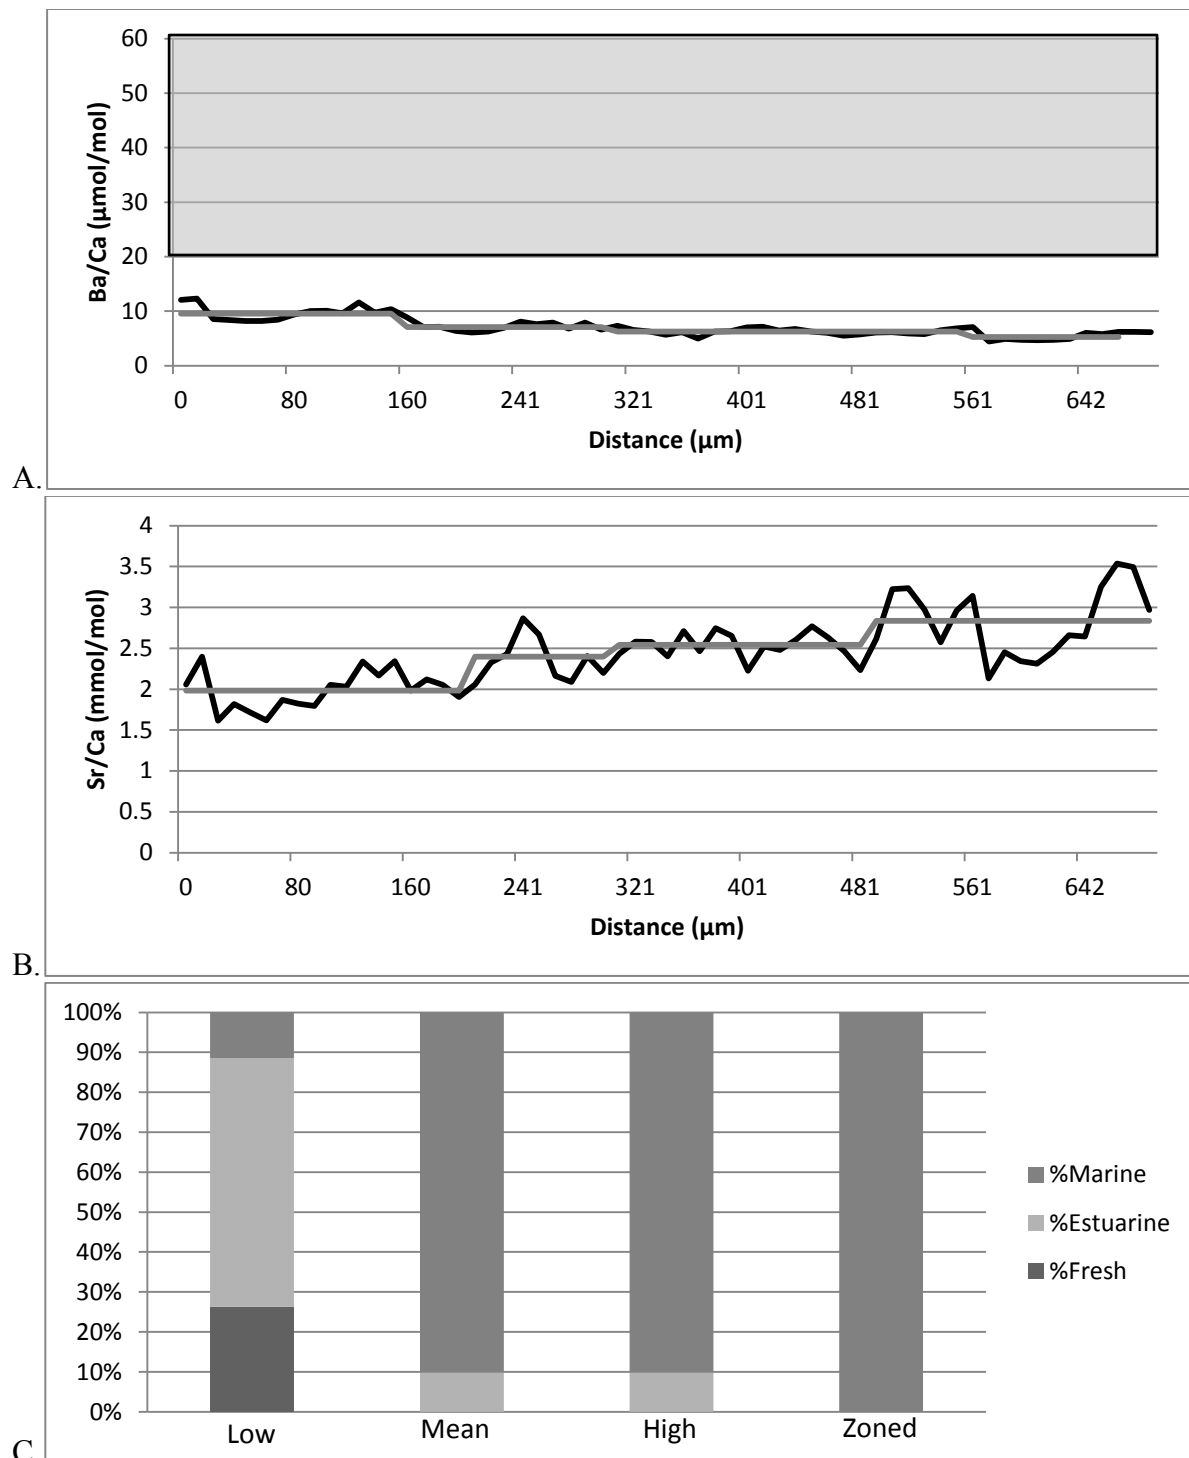 60
50
40
30
20
10
0
Ba/Ca (µmol/mol)
0 80 160 241 321 401 481 561 642
Distance (µm)
A.
4
3.5
3
2.5
2
1.5
1
0.5
0
Sr/Ca (mmol/mol)
0 80 160 241 321 401 481 561 642
Distance (µm)
B.
100%
90%
80%
70%
60%
50%
40%
30%
20%
10%
0%
Low Mean High Zoned
%Marine
%Estuarine
%Fresh
C